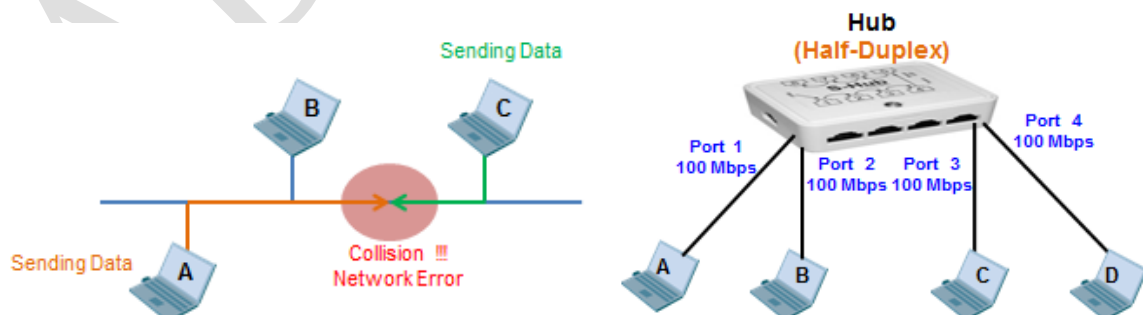 Hub
(Half-Duplex)
Sending Data
B
C
S-Hub
Port 1
100 Mbps
Port 2
100 Mbps
Port 3
100 Mbps
Port 4
100 Mbps
Collision !!!
Network Error
Sending Data
A
A
B
C
D